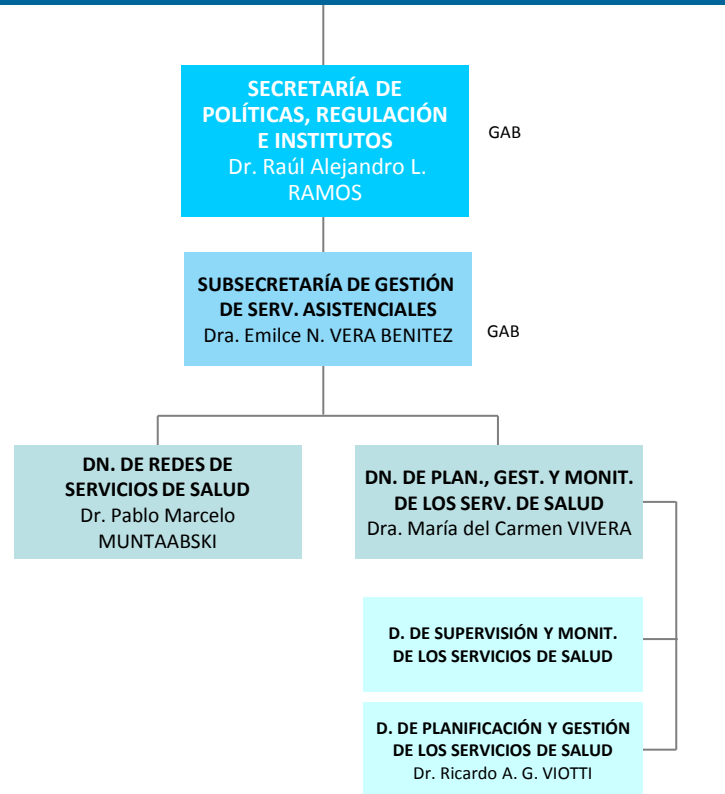 SECRETARÍA DE
POLÍTICAS, REGULACIÓN
E INSTITUTOS
Dr. Raúl Alejandro L.
RAMOS
GAB
SUBSECRETARÍA DE GESTIÓN
DE SERV. ASISTENCIALES
Dra. Emilce N. VERA BENITEZ
GAB
DN. DE REDES DE
SERVICIOS DE SALUD
Dr. Pablo Marcelo
MUNTAABSKI
DN. DE PLAN., GEST. Y MONIT.
DE LOS SERV. DE SALUD
Dra. María del Carmen VIVERA
D. DE SUPERVISIÓN Y MONIT.
DE LOS SERVICIOS DE SALUD
D. DE PLANIFICACIÓN Y GESTIÓN
DE LOS SERVICIOS DE SALUD
Dr. Ricardo A. G. VIOTTI